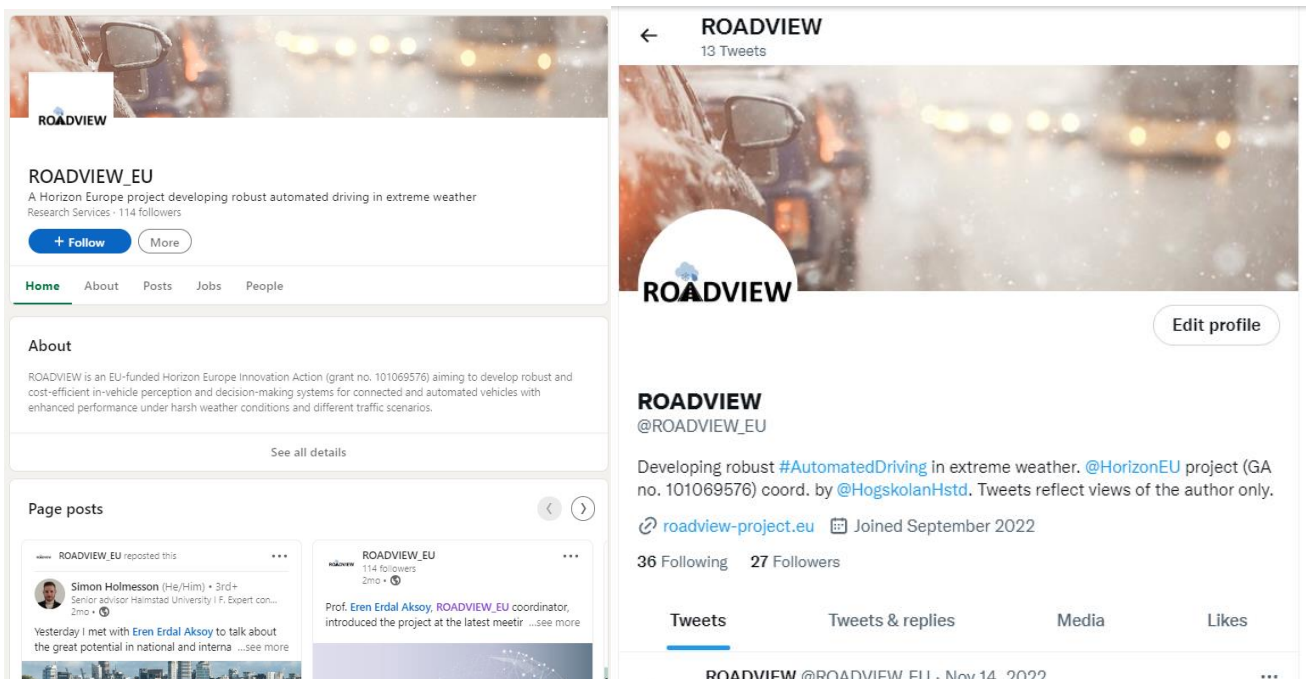 ROADVIEW
ROADVIEW_EU
A Horizon Europe project developing robust automated driving in extreme weather
Research Services · 114 followers
+ Follow
More
Home About Posts Jobs People
About
ROADVIEW is an EU-funded Horizon Europe Innovation Action (grant no. 101069576) aiming to develop robust and
cost-efficient in-vehicle perception and decision-making systems for connected and automated vehicles with
enhanced performance under harsh weather conditions and different traffic scenarios.
See all details
Page posts
ROADVIEW_EU reposted this
Simon Holmesson (He/Him) • 3rd+
Senior advisor Halmstad University I F. Expert con...
2mo •
Yesterday I met with Eren Erdal Aksoy to talk about
the great potential in national and interna ...see more
ROADVIEW
ROADVIEW_EU
114 followers
2mo •
Prof. Eren Erdal Aksoy, ROADVIEW_EU coordinator,
introduced the project at the latest meetir ...see more
ROADVIEW
13 Tweets
ROADVIEW
Edit profile
ROADVIEW
@ROADVIEW_EU
Developing robust #AutomatedDriving in extreme weather. @HorizonEU project (GA
no. 101069576) coord. by @HogskolanHstd. Tweets reflect views of the author only.
roadview-project.eu Joined September 2022
36 Following 27 Followers
Tweets Tweets & replies Media Likes
ROADVIEW @ROADVIEW_EU · Nov 14, 2022